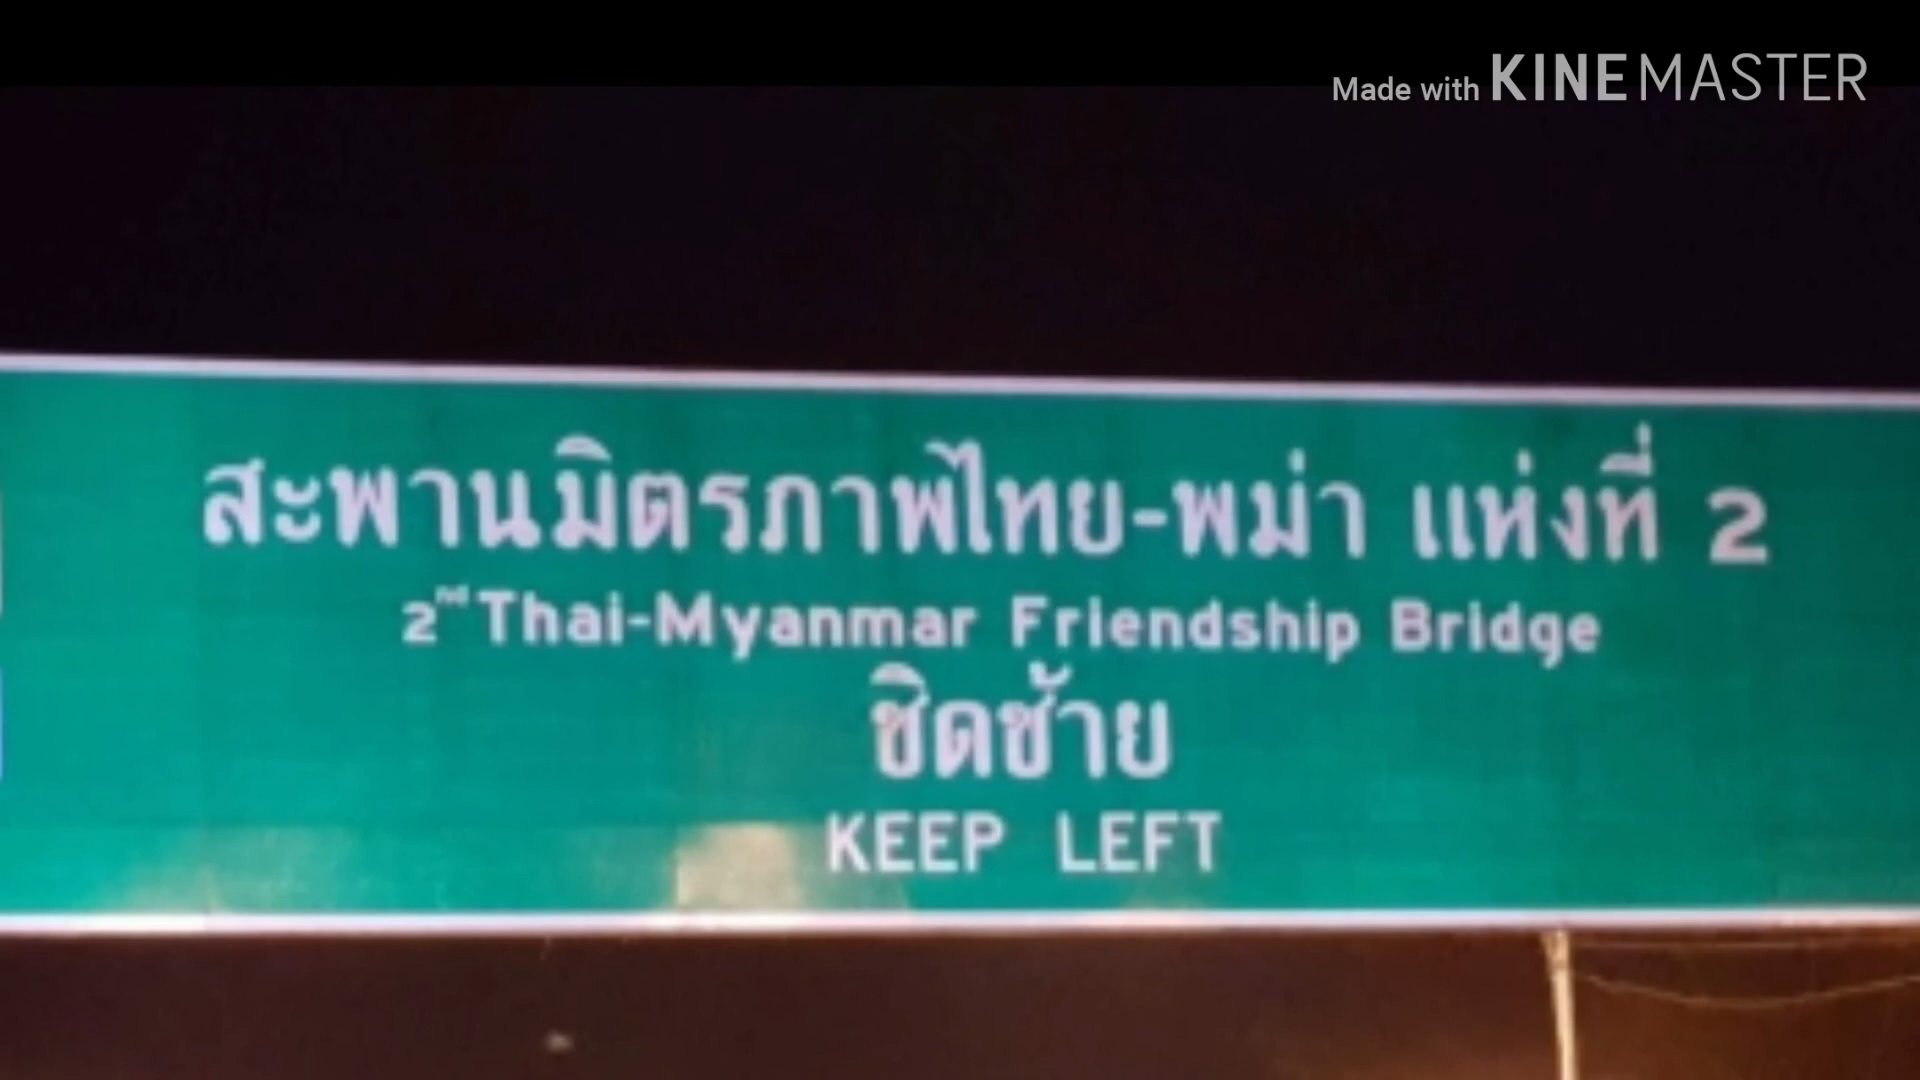 Made with KINEMASTER
สะพานมิตรภาพไทย-พม่า แห่งที่ 2
2nd Thai-Myanmar Friendship Bridge
ชิดซ้าย
KEEP LEFT